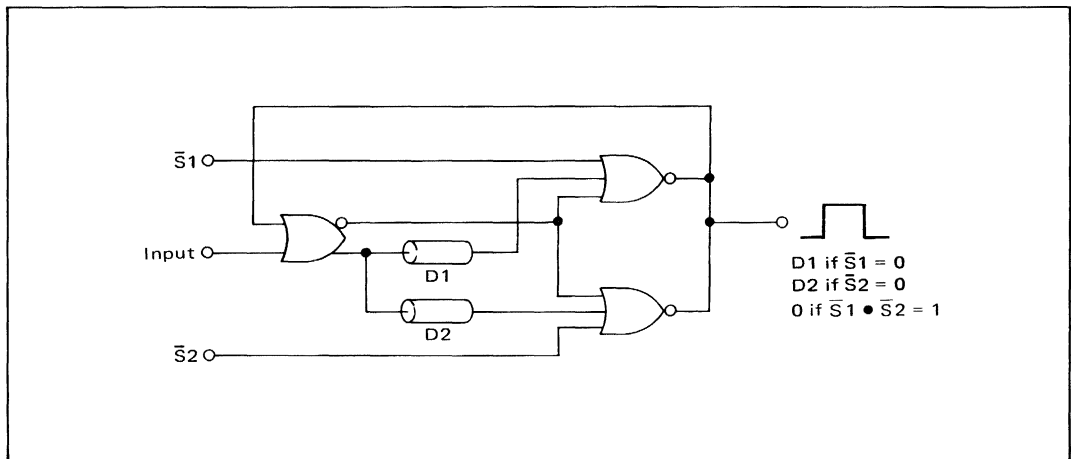 S̄1
Input
D1
D2
S̄2
D1 if S̄1 = 0
D2 if S̄2 = 0
0 if S̄1 ● S̄2 = 1